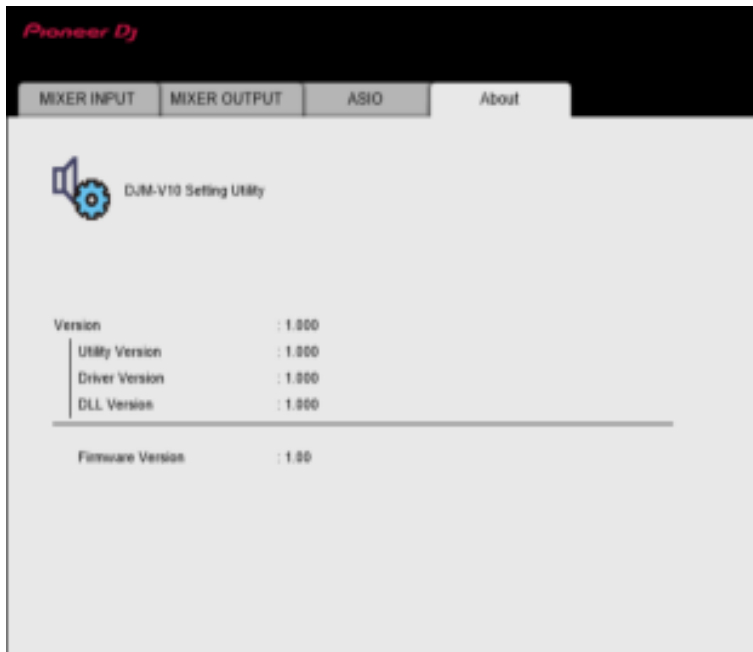 Pioneer Dj
MIXER INPUT MIXER OUTPUT ASIO About
DJM-V10 Setting Utility
Version : 1.000
Utility Version : 1.000
Driver Version : 1.000
DLL Version : 1.000
Firmware Version : 1.00